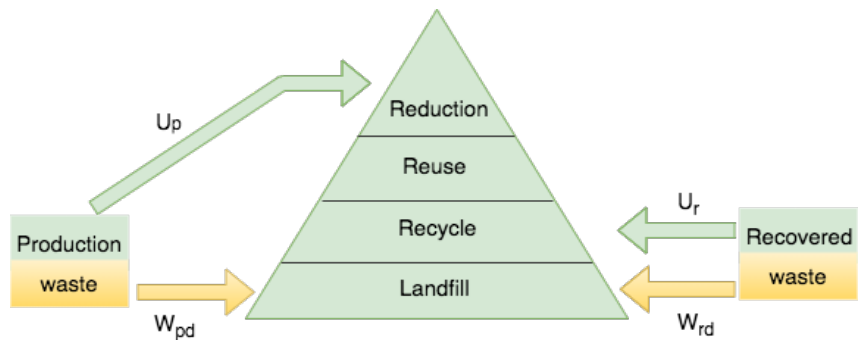 Reduction
Up
Reuse
Ur
Recycle
Production
Recovered
waste
waste
Landfill
Wpd
Wrd